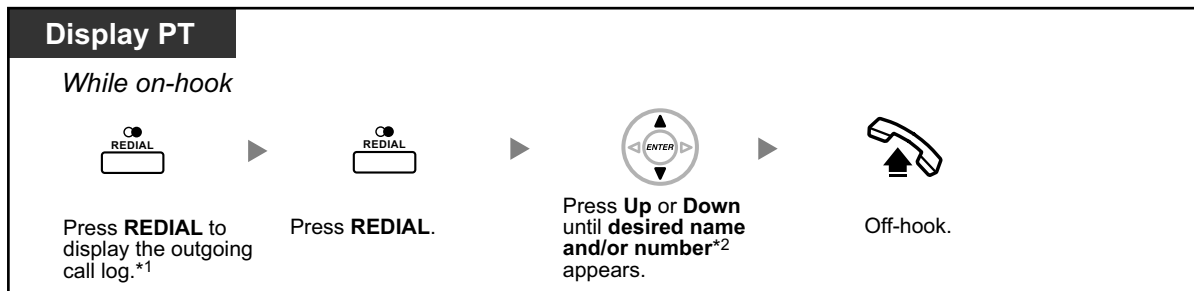 Display PT
While on-hook
REDIAL
REDIAL
ENTER
Press REDIAL to
display the outgoing
call log.*1
Press REDIAL.
Press Up or Down
until desired name
and/or number*2
appears.
Off-hook.